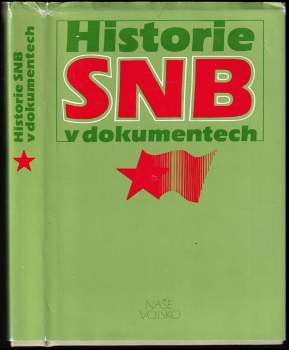 Historie SNB
v dokumentech
Historie
SNB
v dokumentech
NAŠE
VOJSKO